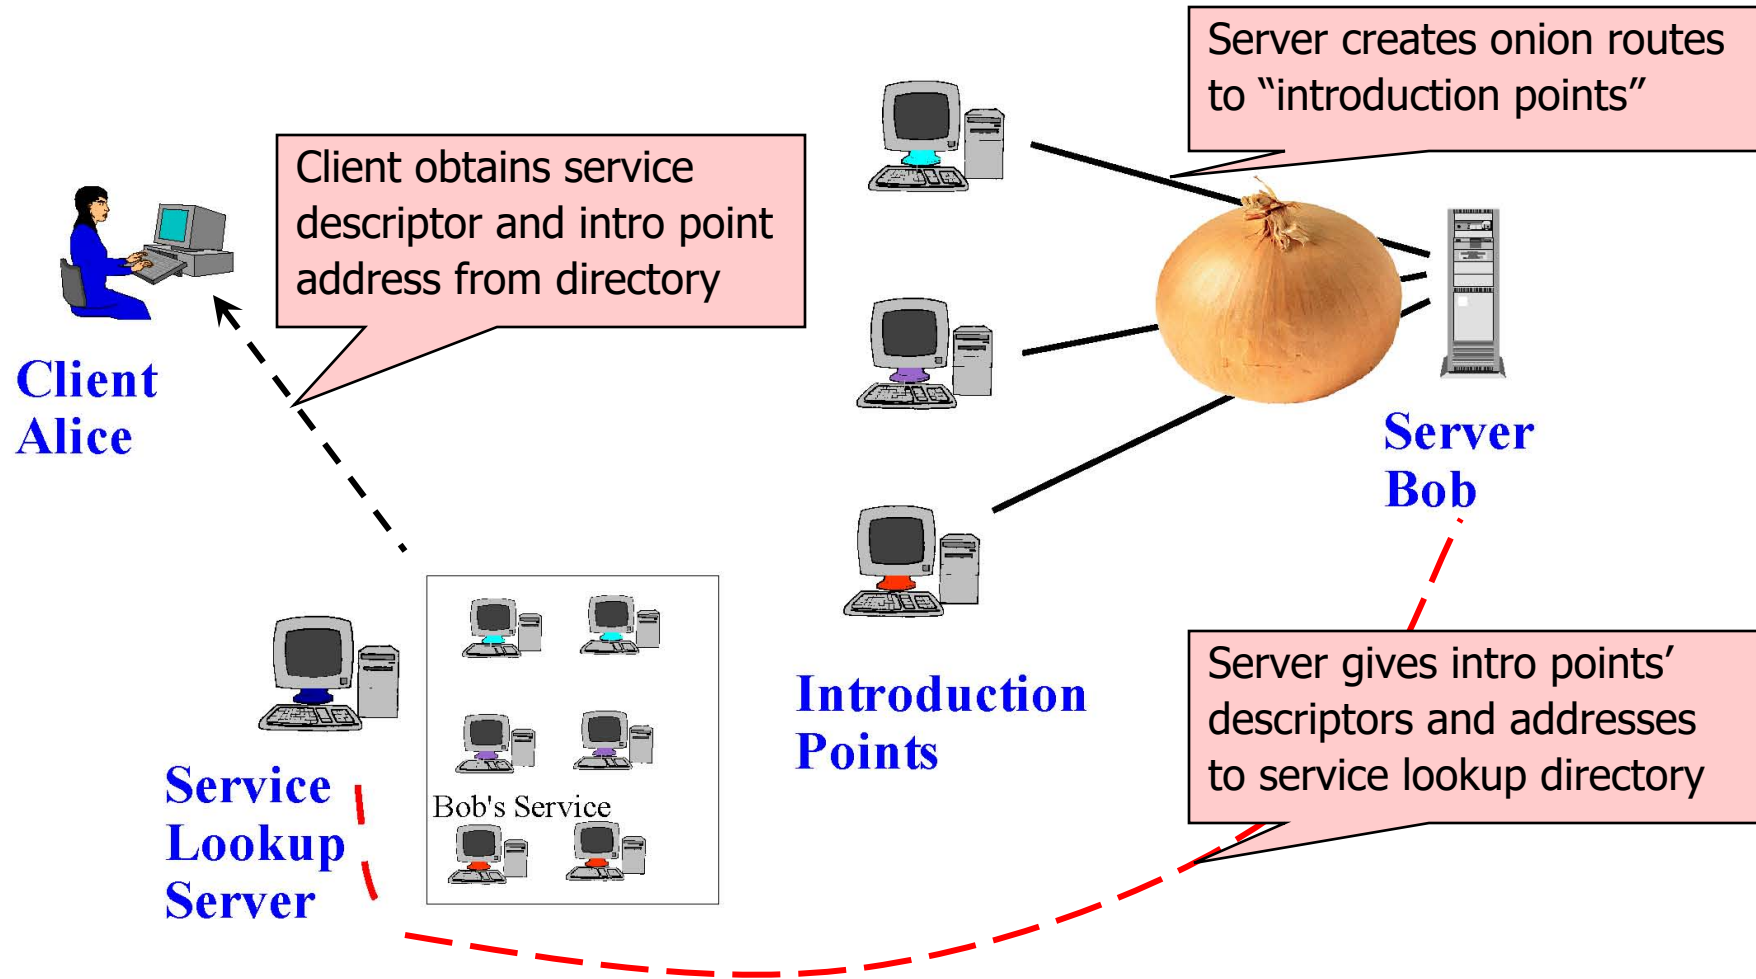 Server creates onion routes
to “introduction points”
Client obtains service
descriptor and intro point
address from directory
Client
Alice
Server
Bob
Introduction
Points
Server gives intro points’
descriptors and addresses
to service lookup directory
Service
Lookup
Server
Bob's Service